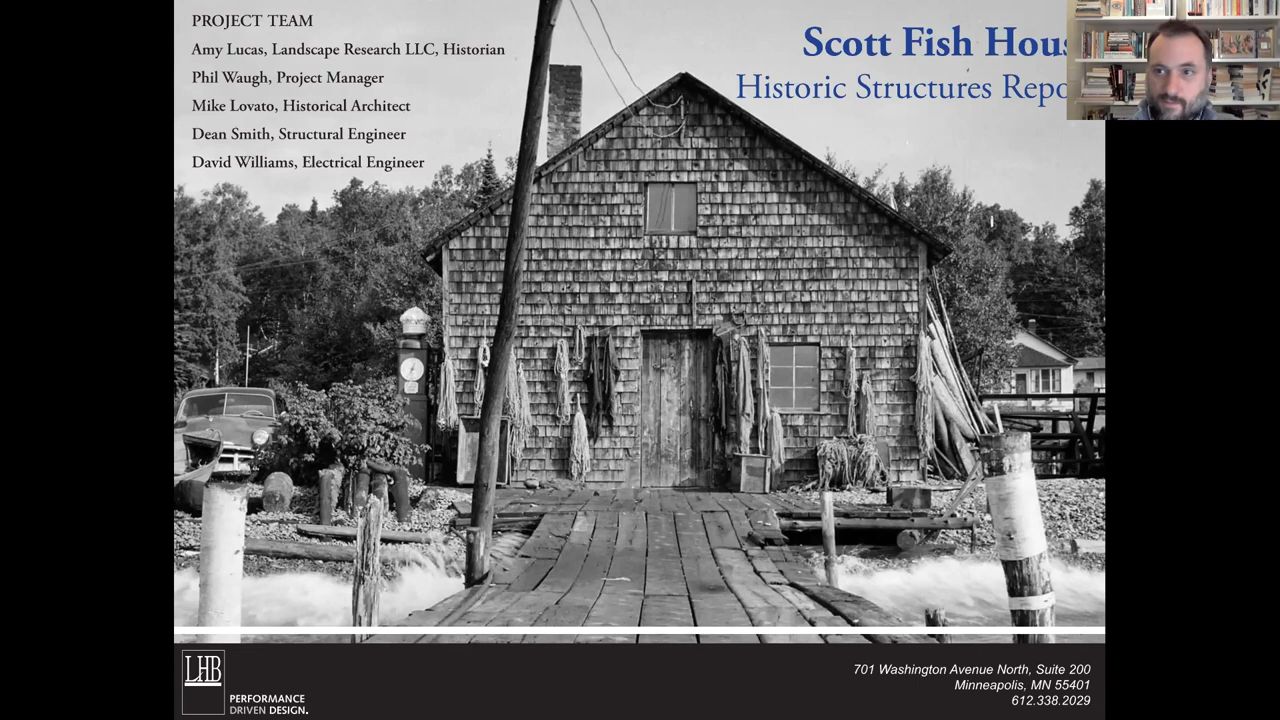 PROJECT TEAM
Amy Lucas, Landscape Research LLC, Historian
Phil Waugh, Project Manager
Mike Lovato, Historical Architect
Dean Smith, Structural Engineer
David Williams, Electrical Engineer
Scott Fish
Historic Structures
LHB
PERFORMANCE
DRIVEN DESIGN.
701 Washington Avenue North, Suite 200
Minneapolis, MN 55401
612.338.2029